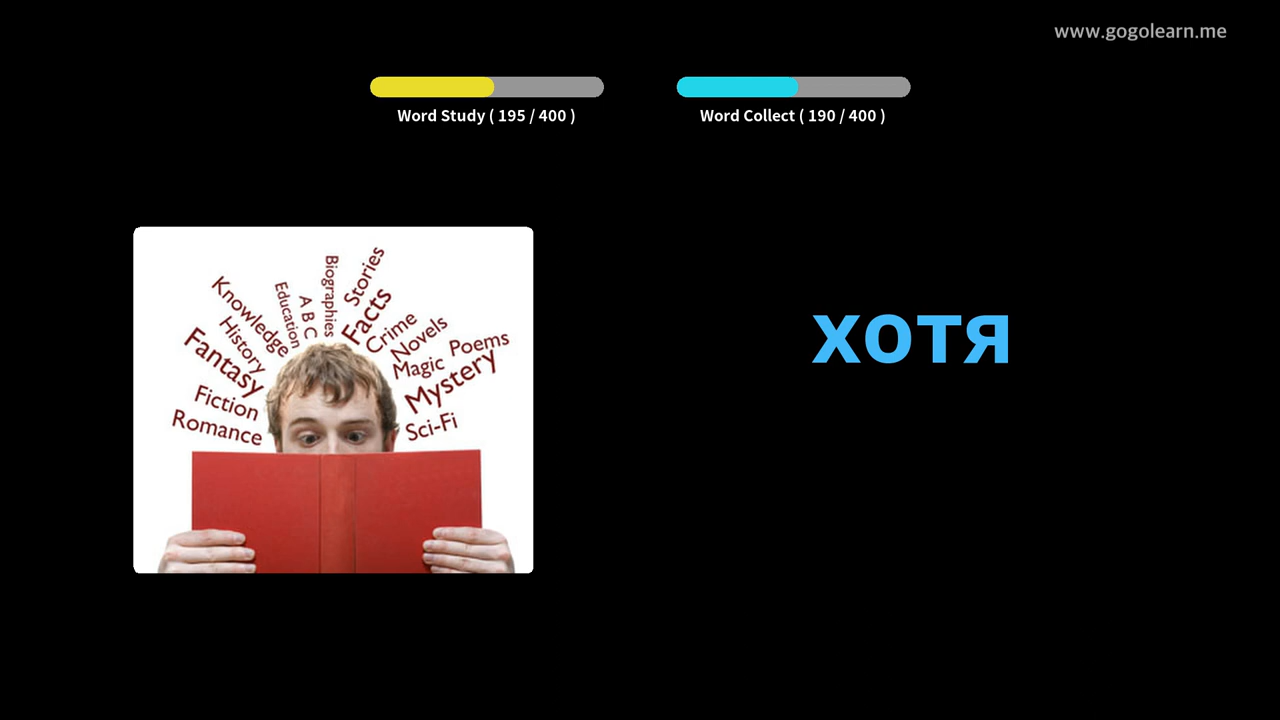 www.gogolearn.me
Word Study ( 195 / 400 )
Word Collect ( 190 / 400 )
Biographies
Stories
Education
A B C
Facts
Knowledge
Crime
History
Novels
Poems
Fantasy
Magic
Mystery
Fiction
Romance
Sci-Fi
хотя